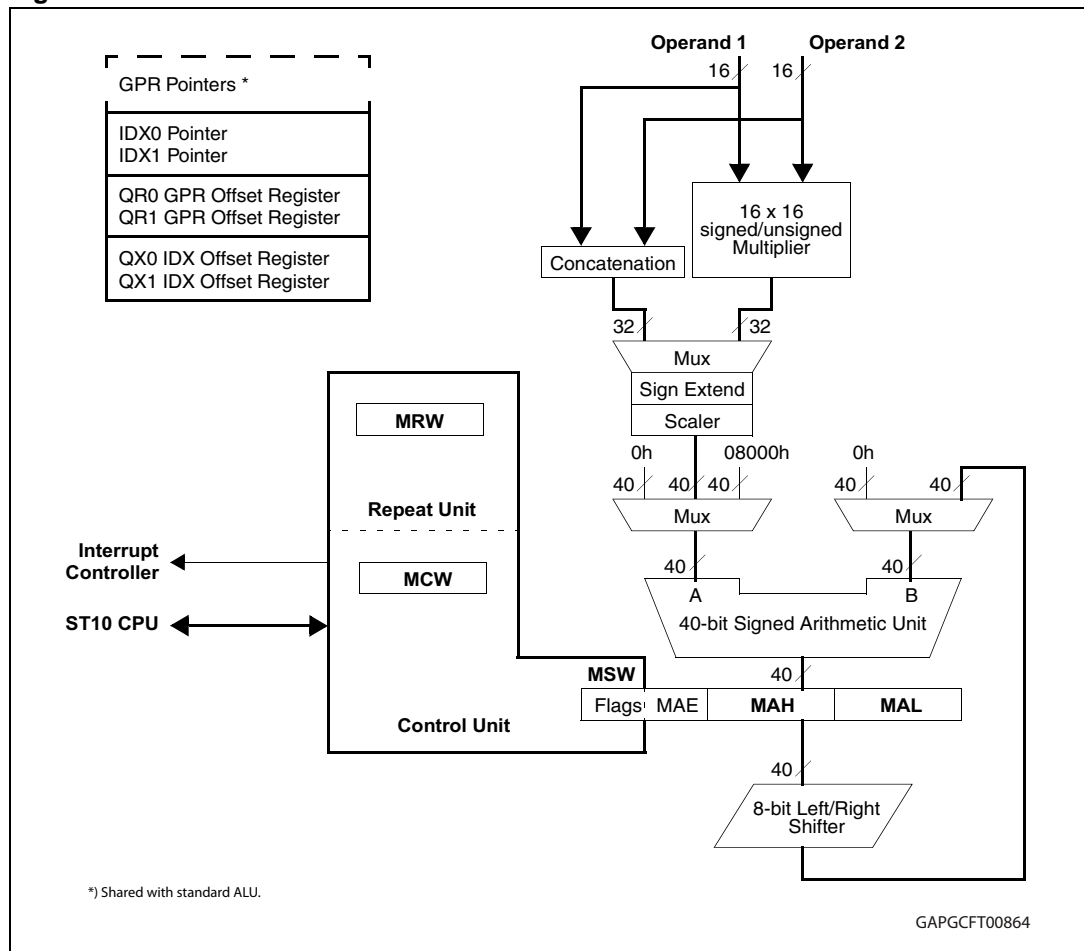 GPR Pointers *
IDX0 Pointer
IDX1 Pointer
QR0 GPR Offset Register
QR1 GPR Offset Register
QX0 IDX Offset Register
QX1 IDX Offset Register
Operand 1 Operand 2
16 16
16 x 16
signed/unsigned
Multiplier
Concatenation
32 32
Mux
Sign Extend
Scaler
0h 08000h 0h
40 40 40 40 40
Mux Mux
40 40
A B
40-bit Signed Arithmetic Unit
40
MSW
Flags MAE MAH MAL
40
8-bit Left/Right
Shifter
MRW
Repeat Unit
MCW
Control Unit
Interrupt
Controller
ST10 CPU
*) Shared with standard ALU.
GAPGCFT00864